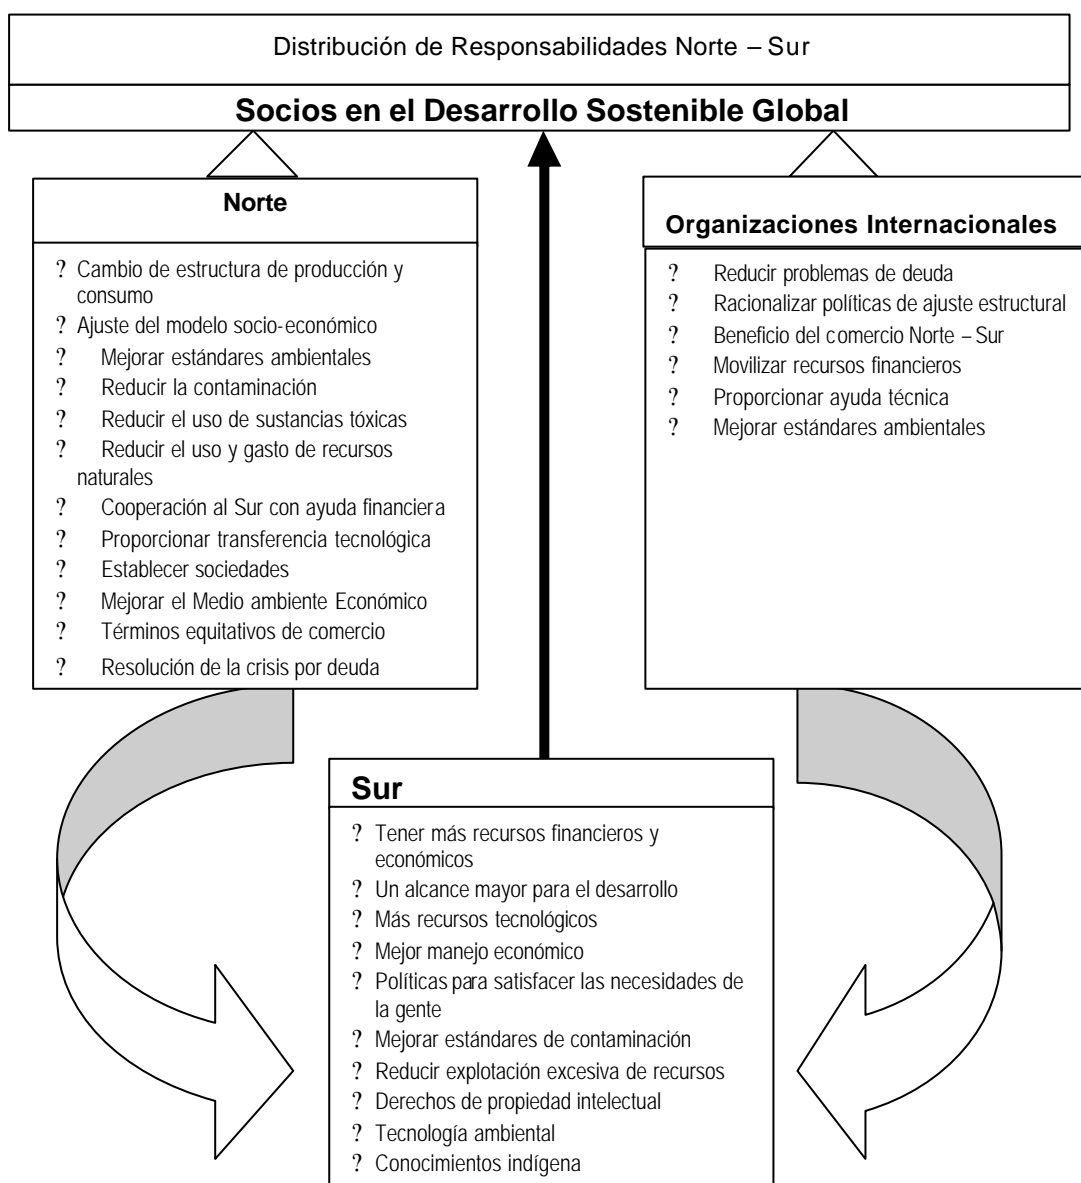 Distribución de Responsabilidades Norte – Sur
Socios en el Desarrollo Sostenible Global
Norte
? Cambio de estructura de producción y
consumo
? Ajuste del modelo socio-económico
? Mejorar estándares ambientales
? Reducir la contaminación
? Reducir el uso de sustancias tóxicas
? Reducir el uso y gasto de recursos
naturales
? Cooperación al Sur con ayuda financiera
? Proporcionar transferencia tecnológica
? Establecer sociedades
? Mejorar el Medio ambiente Económico
? Términos equitativos de comercio
? Resolución de la crisis por deuda
Organizaciones Internacionales
? Reducir problemas de deuda
? Racionalizar políticas de ajuste estructural
? Beneficio del comercio Norte – Sur
? Movilizar recursos financieros
? Proporcionar ayuda técnica
? Mejorar estándares ambientales
Sur
? Tener más recursos financieros y
económicos
? Un alcance mayor para el desarrollo
? Más recursos tecnológicos
? Mejor manejo económico
? Políticas para satisfacer las necesidades de
la gente
? Mejorar estándares de contaminación
? Reducir explotación excesiva de recursos
? Derechos de propiedad intelectual
? Tecnología ambiental
? Conocimientos indígena